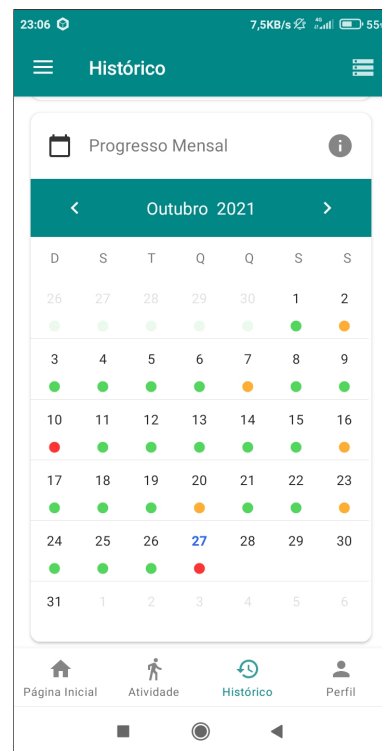 23:06 7,5KB/s 4G 55
Histórico
Progresso Mensal
Outubro 2021
D S T Q Q S S
26 27 28 29 30 1 2
3 4 5 6 7 8 9
10 11 12 13 14 15 16
17 18 19 20 21 22 23
24 25 26 27 28 29 30
31 1 2 3 4 5 6
Página Inicial Atividade Histórico Perfil